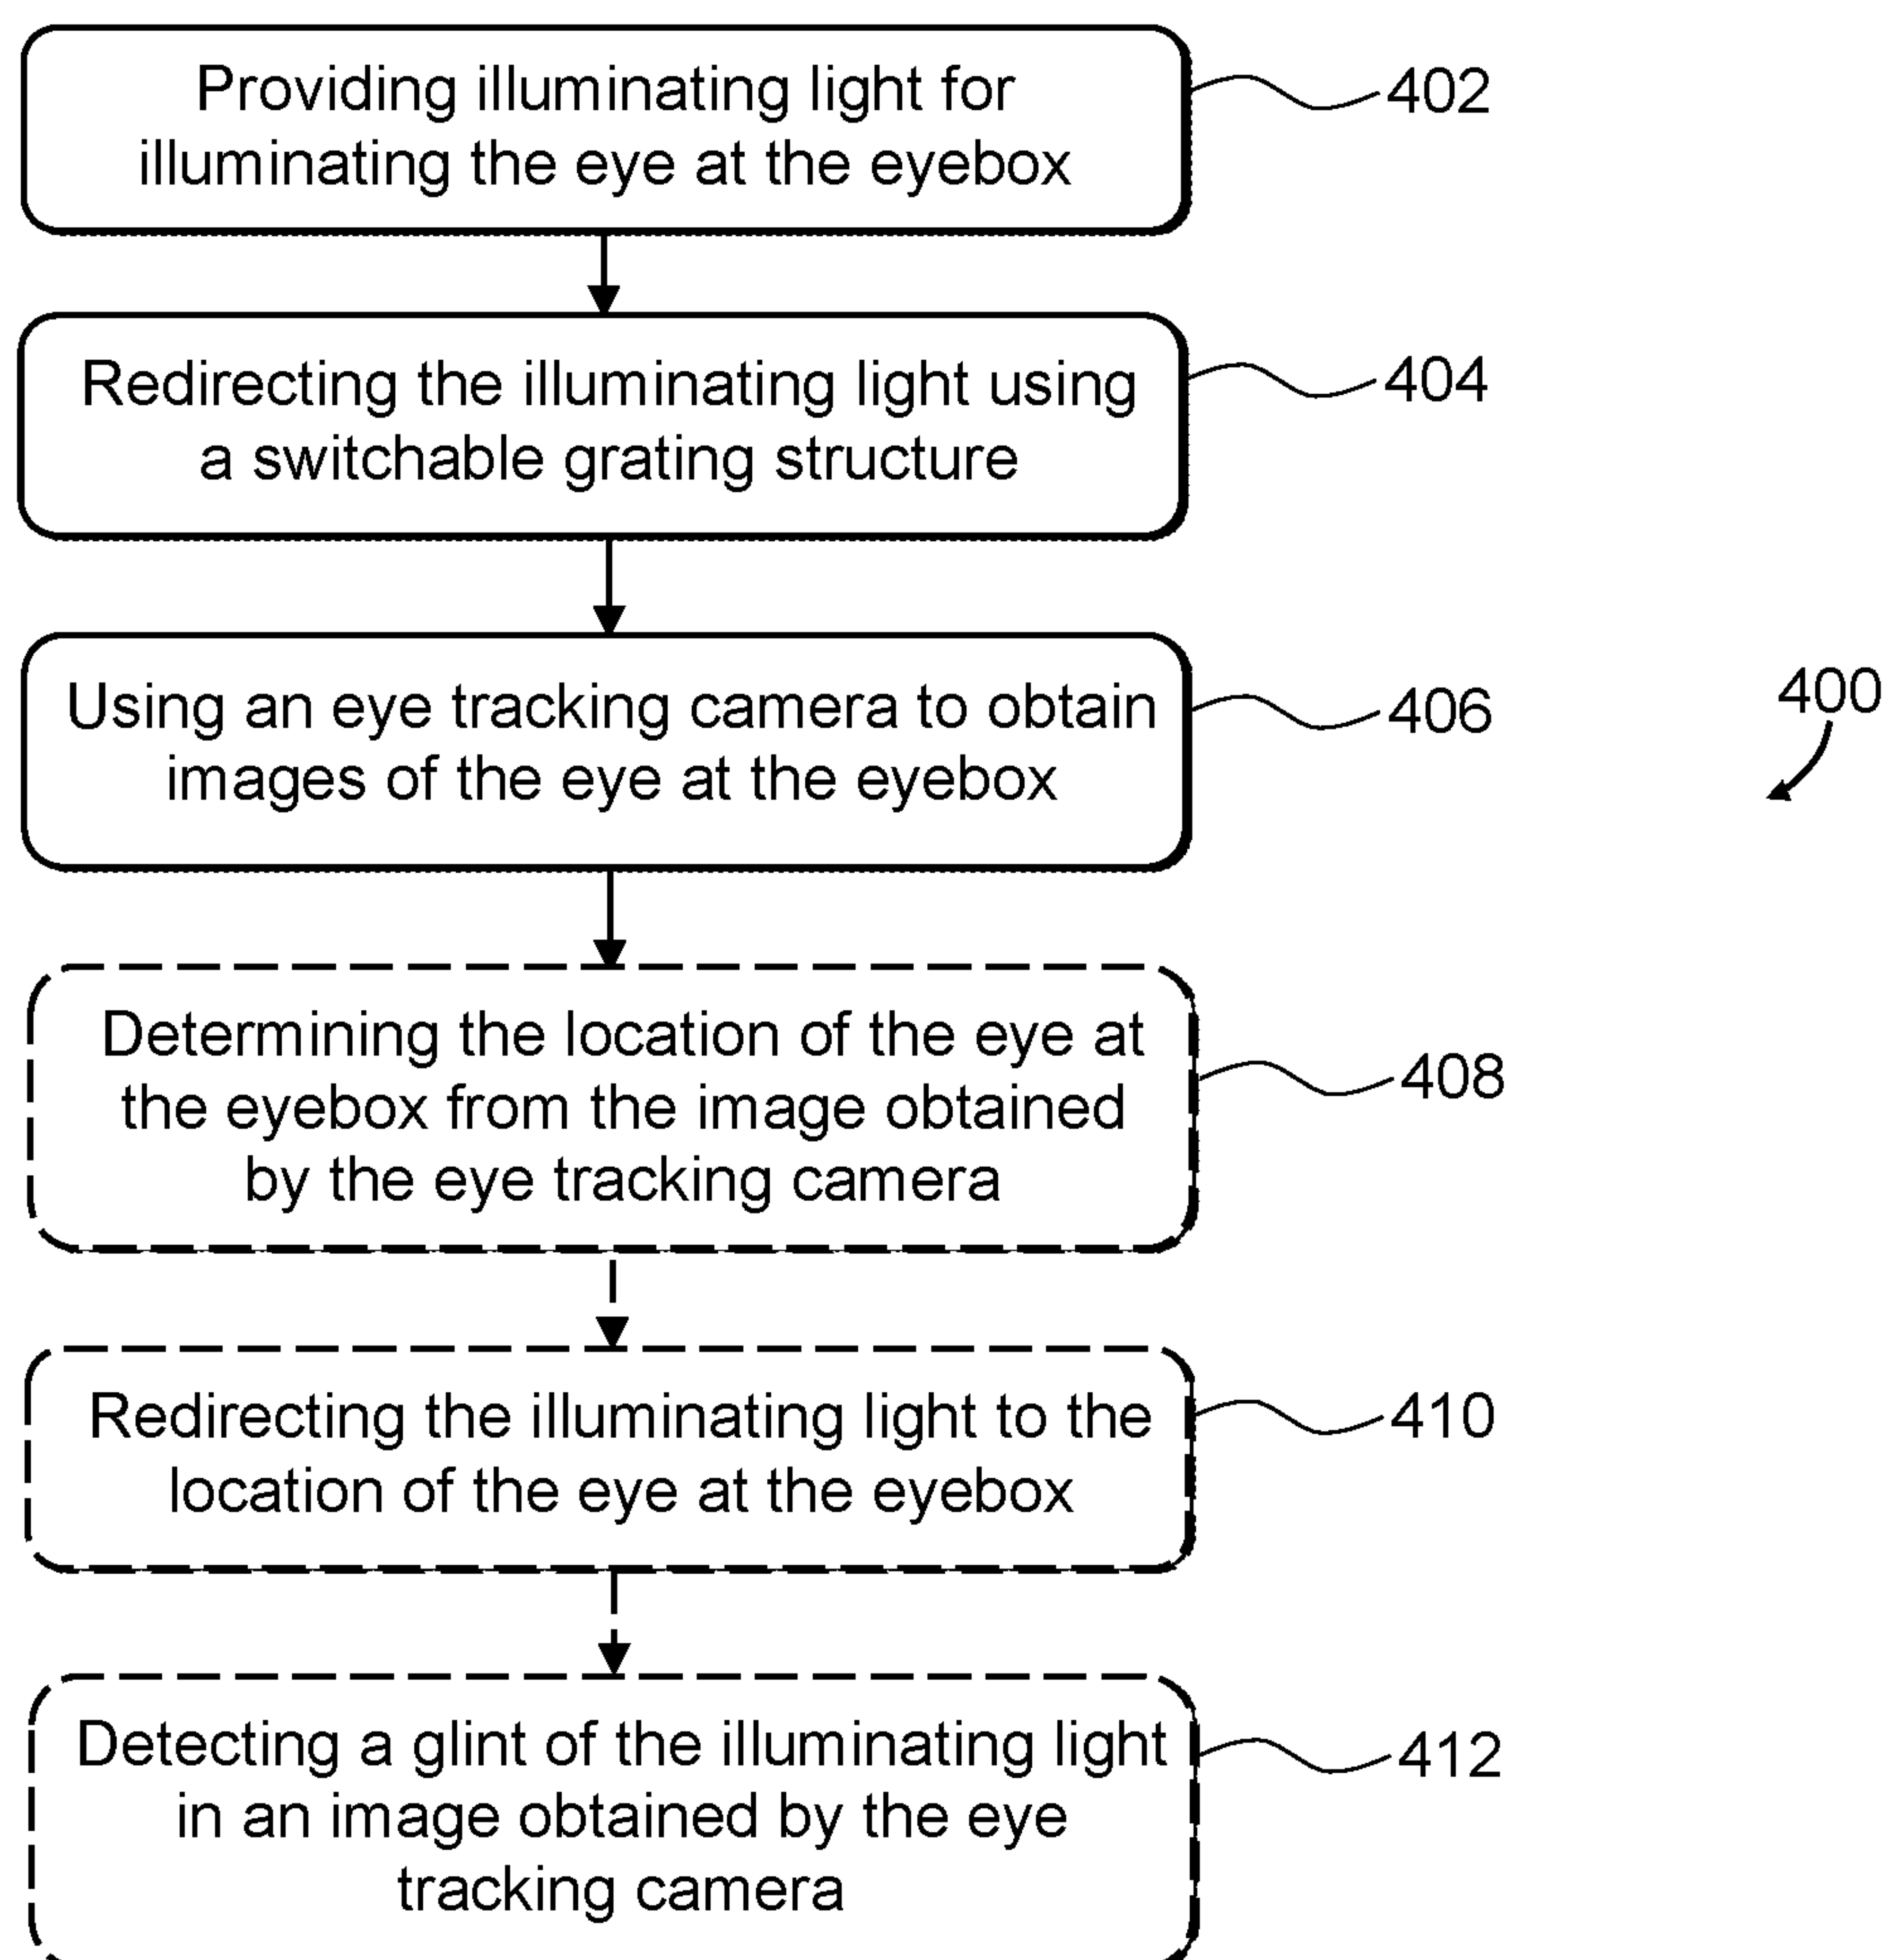 Providing illuminating light for
illuminating the eye at the eyebox
402
Redirecting the illuminating light using
a switchable grating structure
404
Using an eye tracking camera to obtain
images of the eye at the eyebox
406
400
Determining the location of the eye at
the eyebox from the image obtained
by the eye tracking camera
408
Redirecting the illuminating light to the
location of the eye at the eyebox
410
Detecting a glint of the illuminating light
in an image obtained by the eye
tracking camera
412